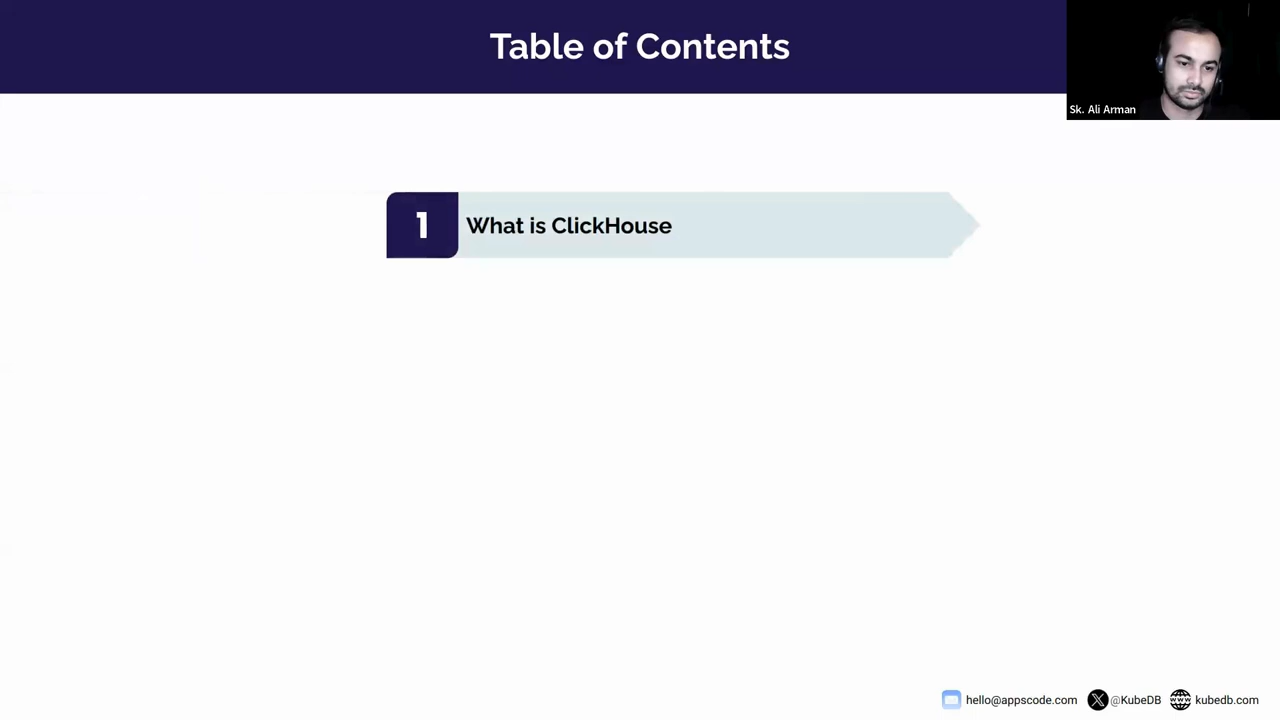 Table of Contents
Sk. Ali Arman
1 What is ClickHouse
hello@appscode.com @KubeDB kubedb.com